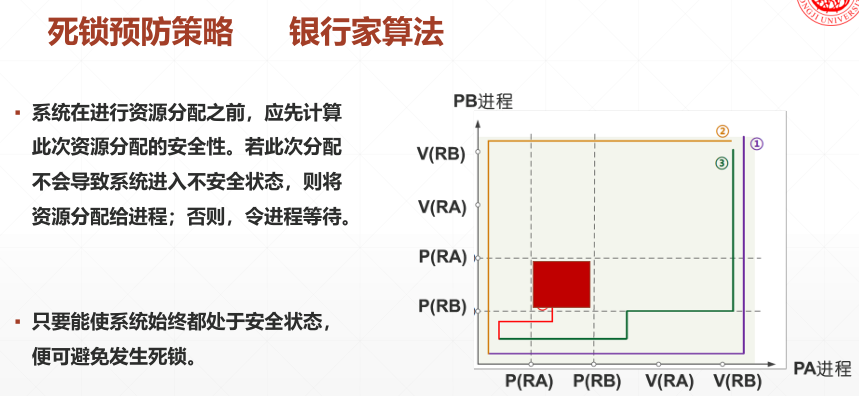 死锁预防策略 银行家算法
▪ 系统在进行资源分配之前，应先计算
此次资源分配的安全性。若此次分配
不会导致系统进入不安全状态，则将
资源分配给进程；否则，令进程等待。
▪ 只要能使系统始终都处于安全状态，
便可避免发生死锁。
PB进程
②
①
③
V(RB)
V(RA)
P(RA)
P(RB)
P(RA) P(RB) V(RA) V(RB)
PA进程